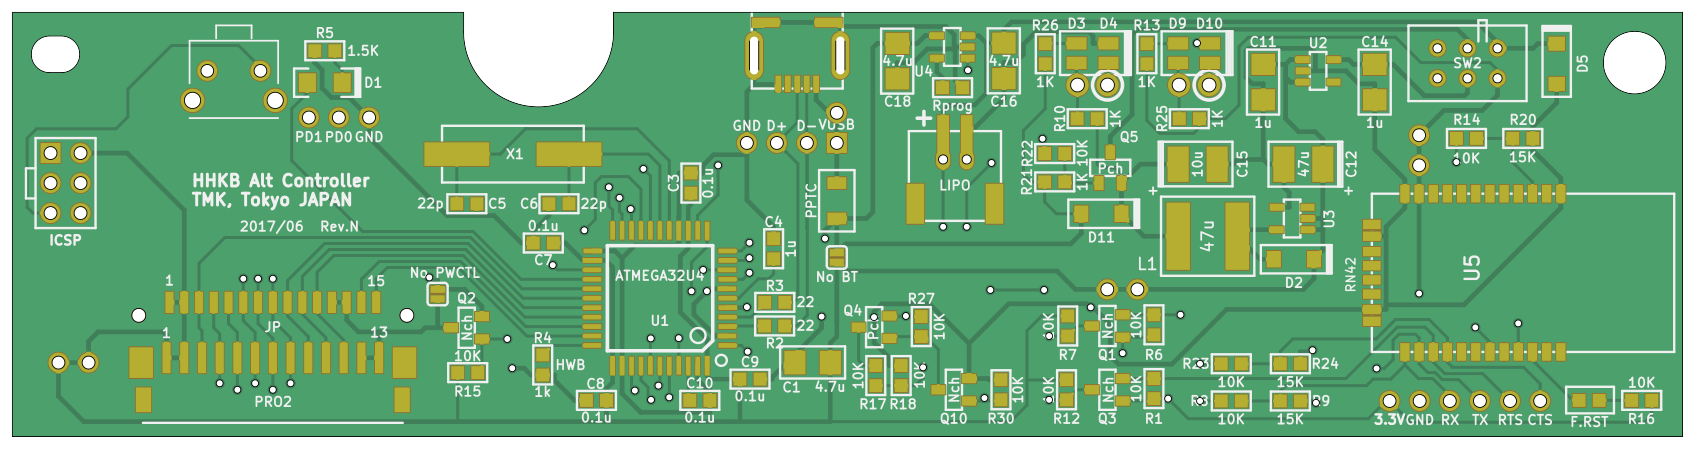 R5
1.5K
D1
PD1 PD0 GND
ICSP
HHKB Alt Controller
TMK, Tokyo JAPAN
2017/06 Rev.N
X1
22p
C5
C6
22p
0.1u
C7
C3
0.1u
GND D+ D- VUSB
PPTC
C4
1u
No BT
ATMEGA32U4
U1
R3
22
22
R2
No PWCTL
Q2
Nch
10K
R15
1
15
JP
1
13
PRO2
R4
HWB
1k
C8
0.1u
C10
0.1u
C9
0.1u
C1
4.7u
4.7u
C18
U4
4.7u
C16
Rprog
+
LIPO
R26
1K
D3 D4
R13
1K
D9 D10
R10
1K
R25
1K
Q5
Pch
R22
10K
R21
1K
D11
10u
C15
+
C11
1u
U2
C14
1u
47u
C12
+
U3
47u
L1
D2
SW2
D5
R14
10K
R20
15K
RN42
U5
Q4
Pch
R27
10K
10K
R17
R18
10K
Nch
Q10
10K
R30
10K
R7
Nch
Q1
10K
R6
10K
R12
Nch
Q3
10K
R1
R23
10K
R24
15K
R8
10K
R9
15K
3.3V GND RX TX RTS CTS
F.RST
10K
R16